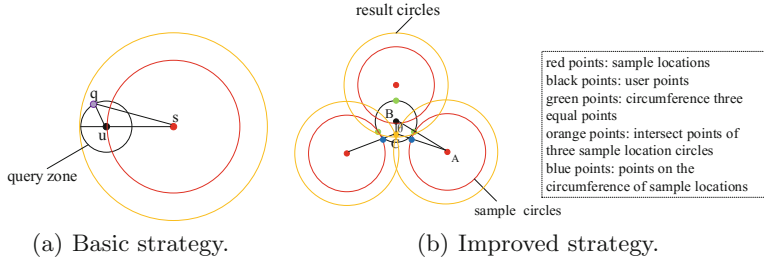 result circles
q
s
u
query zone
B
θ
C
A
sample circles
red points: sample locations
black points: user points
green points: circumference three
equal points
orange points: intersect points of
three sample location circles
blue points: points on the
circumference of sample locations
(a) Basic strategy.
(b) Improved strategy.